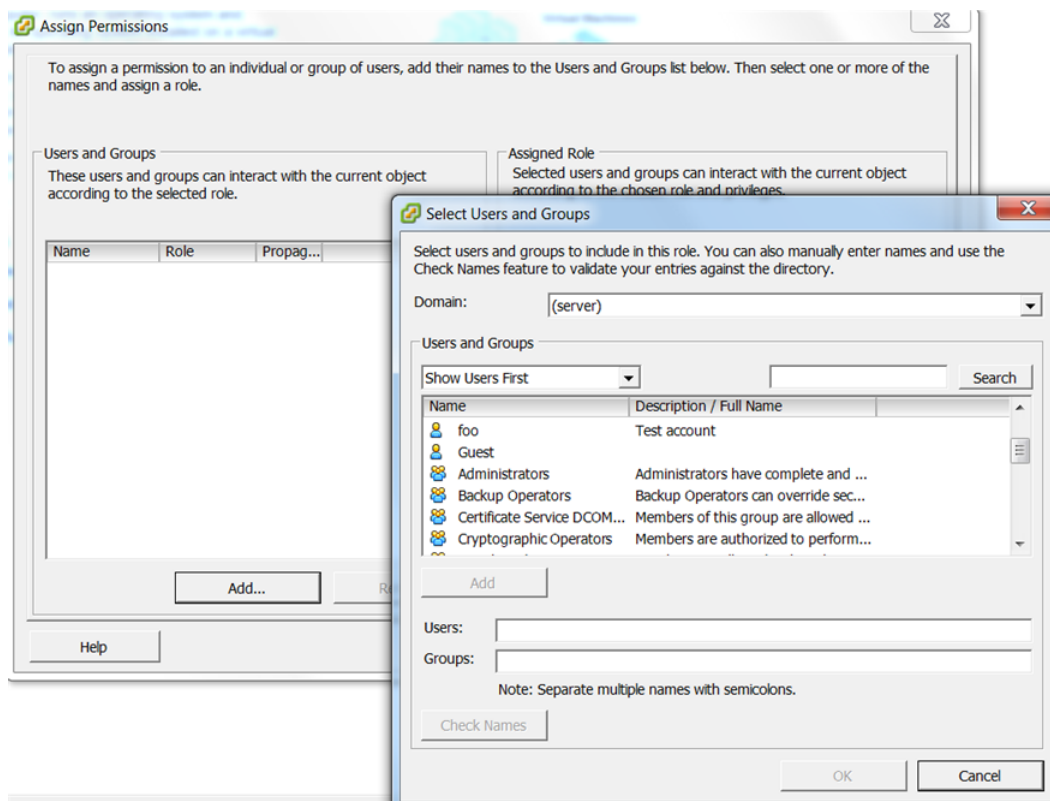 Assign Permissions
To assign a permission to an individual or group of users, add their names to the Users and Groups list below. Then select one or more of the
names and assign a role.
Users and Groups
These users and groups can interact with the current object
according to the selected role.
Name Role Propag...
Add...
Help
Assigned Role
Selected users and groups can interact with the current object
according to the chosen role and privileges.
Select Users and Groups
Select users and groups to include in this role. You can also manually enter names and use the
Check Names feature to validate your entries against the directory.
Domain: (server)
Users and Groups
Show Users First Search
Name Description / Full Name
foo Test account
Guest
Administrators Administrators have complete and ...
Backup Operators Backup Operators can override sec...
Certificate Service DCOM... Members of this group are allowed ...
Cryptographic Operators Members are authorized to perform...
Add
Users:
Groups:
Note: Separate multiple names with semicolons.
Check Names
OK Cancel